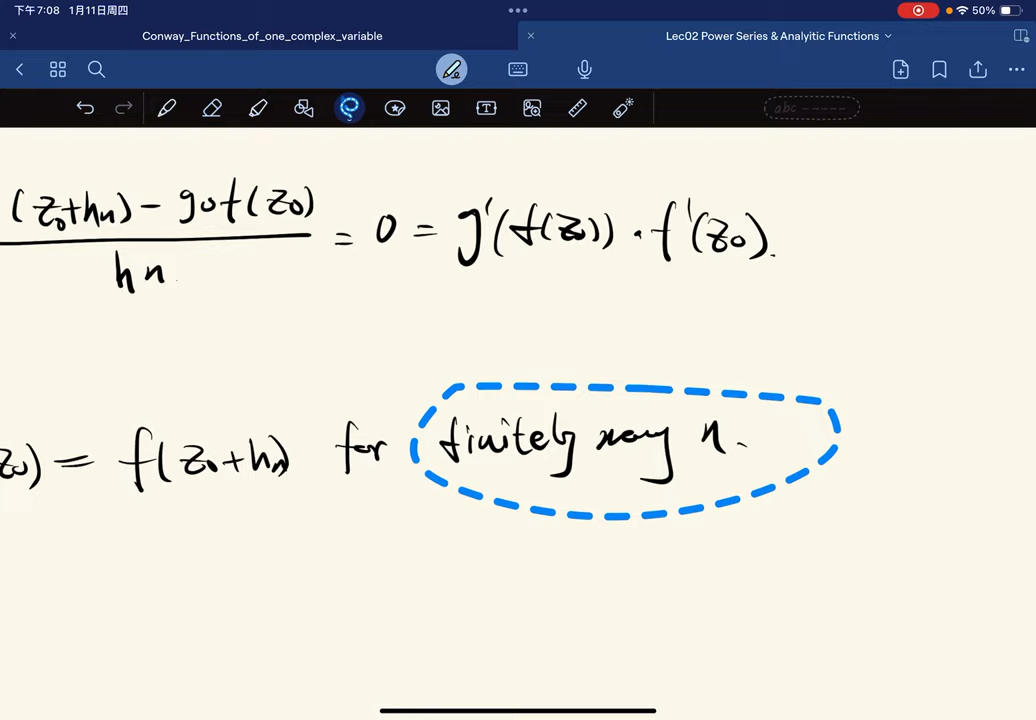 下午7:08 1月11日周四
50%
Conway_Functions_of_one_complex_variable
Lec02 Power Series & Analyitic Functions
abc
(z₀+hn) - g∘f(z₀)
hn
= 0 = g'(f(z₀)) · f'(z₀).
z₀) = f(z₀+hn) for finitely many n.